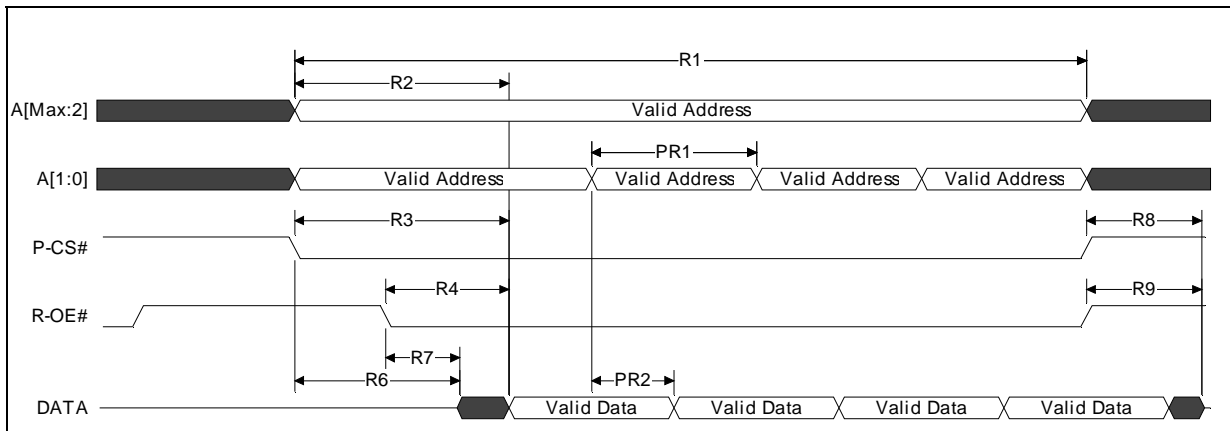 R1
R2
A[Max:2] Valid Address
PR1
A[1:0] Valid Address Valid Address Valid Address Valid Address
R3 R8
P-CS#
R4 R9
R-OE#
R7
R6 PR2
DATA Valid Data Valid Data Valid Data Valid Data